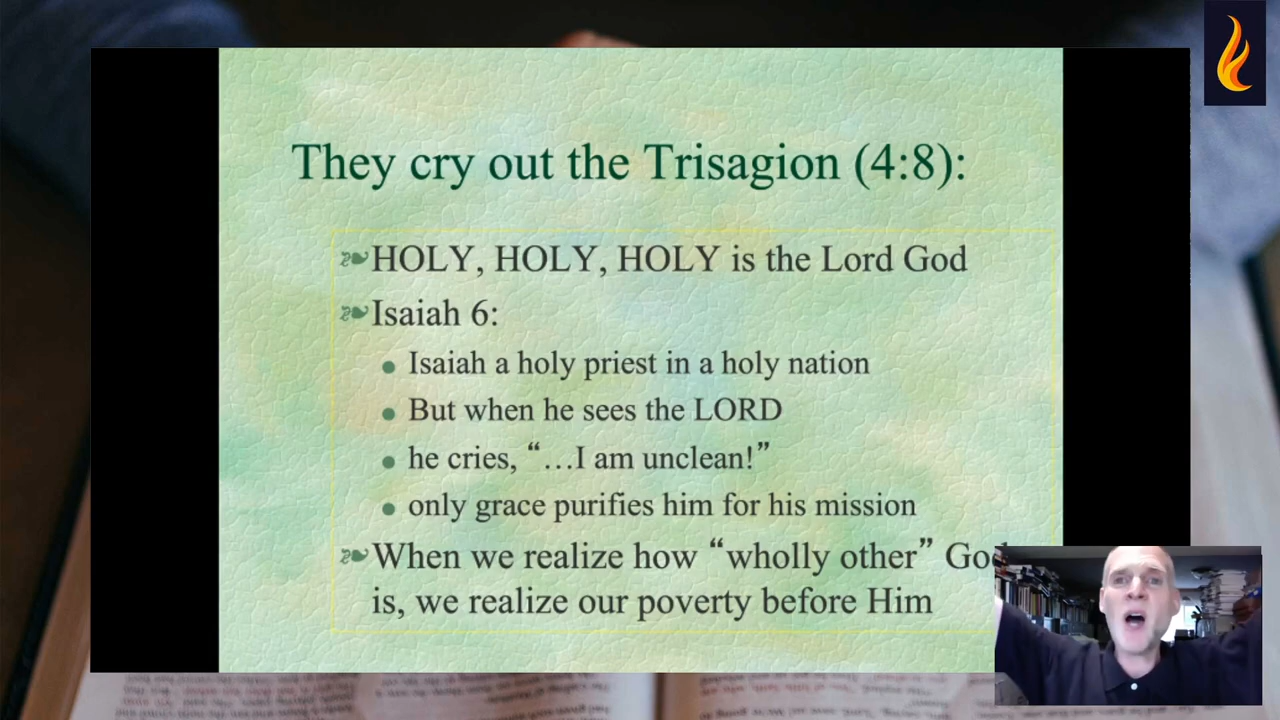 They cry out the Trisagion (4:8):
HOLY, HOLY, HOLY is the Lord God
Isaiah 6:
Isaiah a holy priest in a holy nation
But when he sees the LORD
he cries, “…I am unclean!”
only grace purifies him for his mission
When we realize how “wholly other” God
is, we realize our poverty before Him